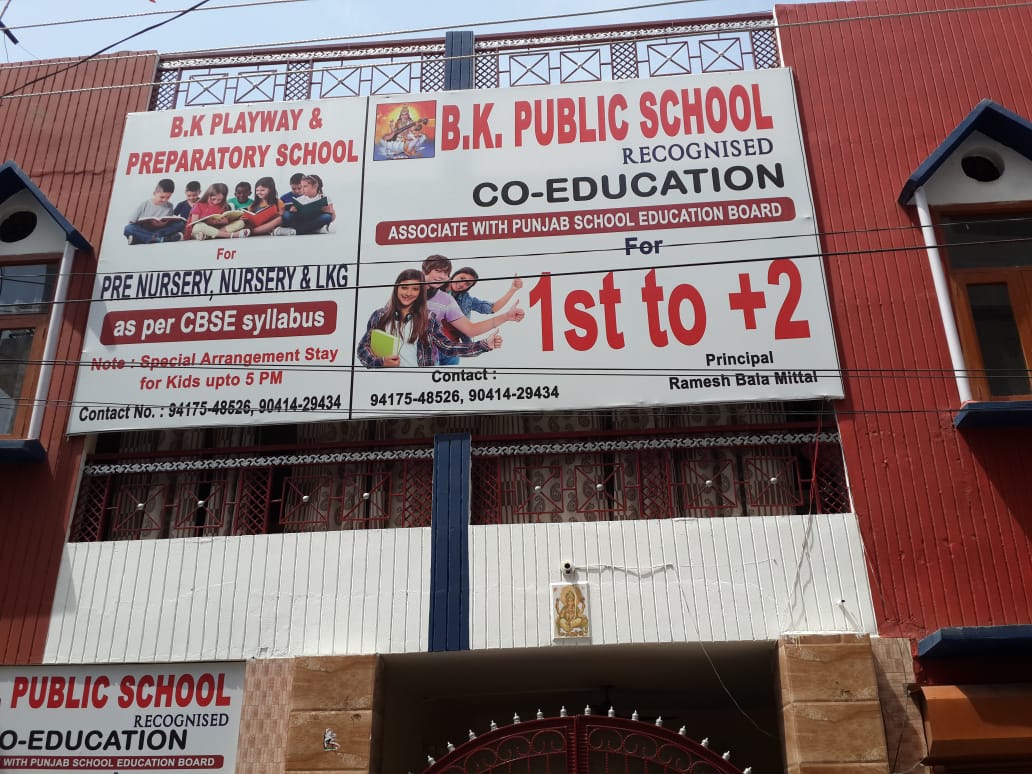 B.K PLAYWAY &
PREPARATORY SCHOOL
For
PRE NURSERY, NURSERY & LKG
as per CBSE syllabus
Note : Special Arrangement Stay
for Kids upto 5 PM
Contact No. : 94175-48526, 90414-29434
B.K. PUBLIC SCHOOL
RECOGNISED
CO-EDUCATION
ASSOCIATE WITH PUNJAB SCHOOL EDUCATION BOARD
For
1st to +2
Contact :
94175-48526, 90414-29434
Principal
Ramesh Bala Mittal
. PUBLIC SCHOOL
RECOGNISED
O-EDUCATION
WITH PUNJAB SCHOOL EDUCATION BOARD